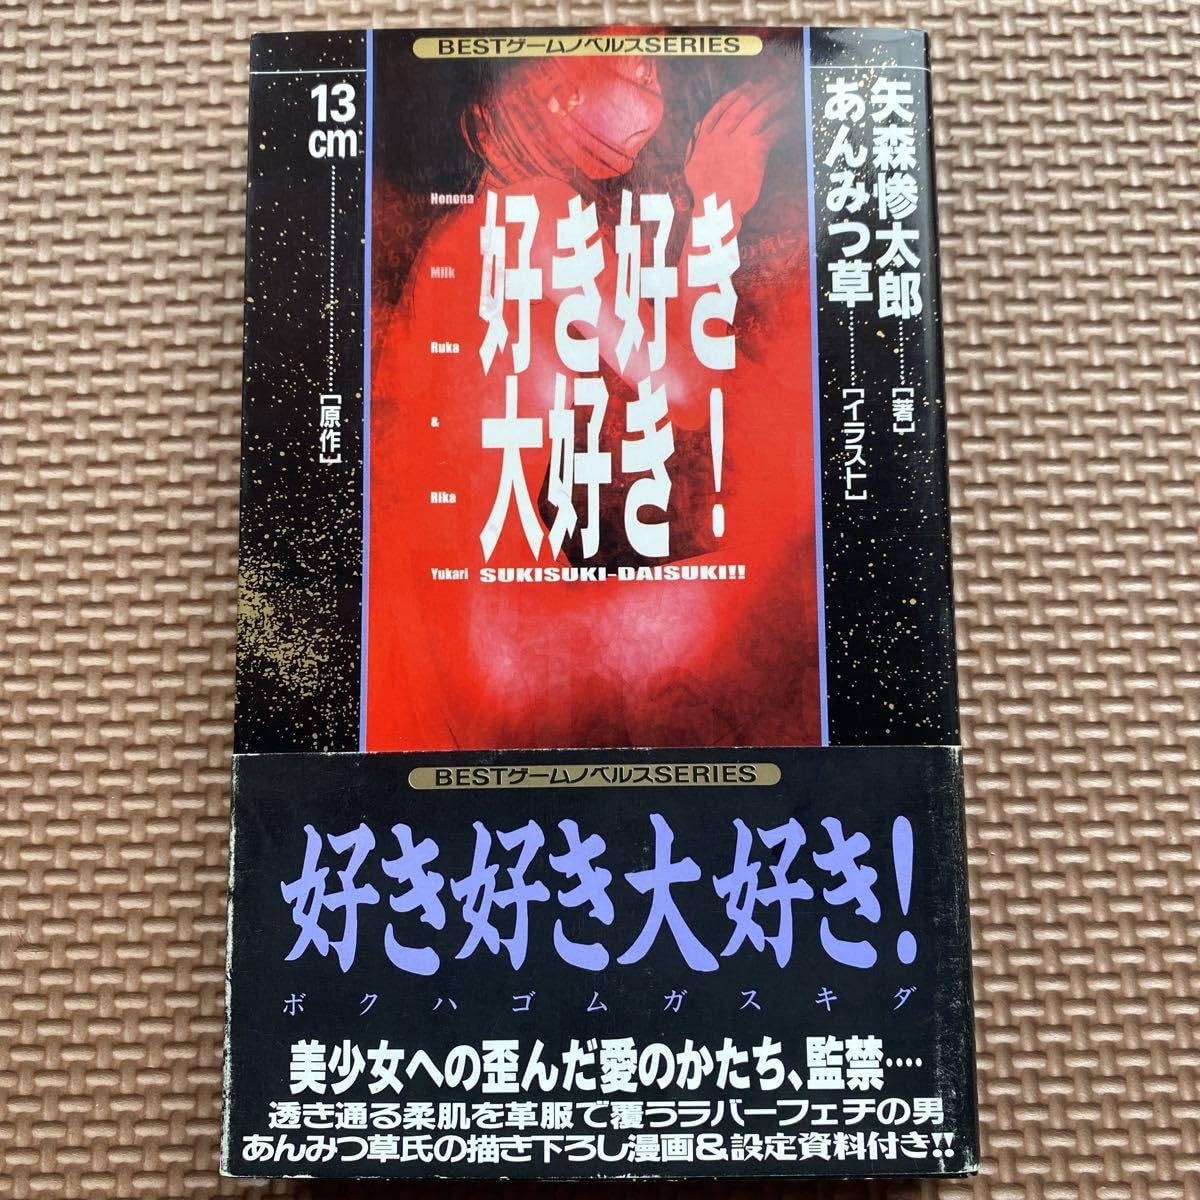 BESTゲームノベルスSERIES
矢森惨太郎………[著]
あんみつ草………[イラスト]
13cm………[原作]
Honona
Milk
Ruka
&
Rika
Yukari
好き好き
大好き!
SUKISUKI-DAISUKI!!
BESTゲームノベルスSERIES
好き好き大好き!
ボクハゴムガスキダ
美少女への歪んだ愛のかたち、監禁‥‥
透き通る柔肌を革服で覆うラバーフェチの男
あんみつ草氏の描き下ろし漫画&設定資料付き!!